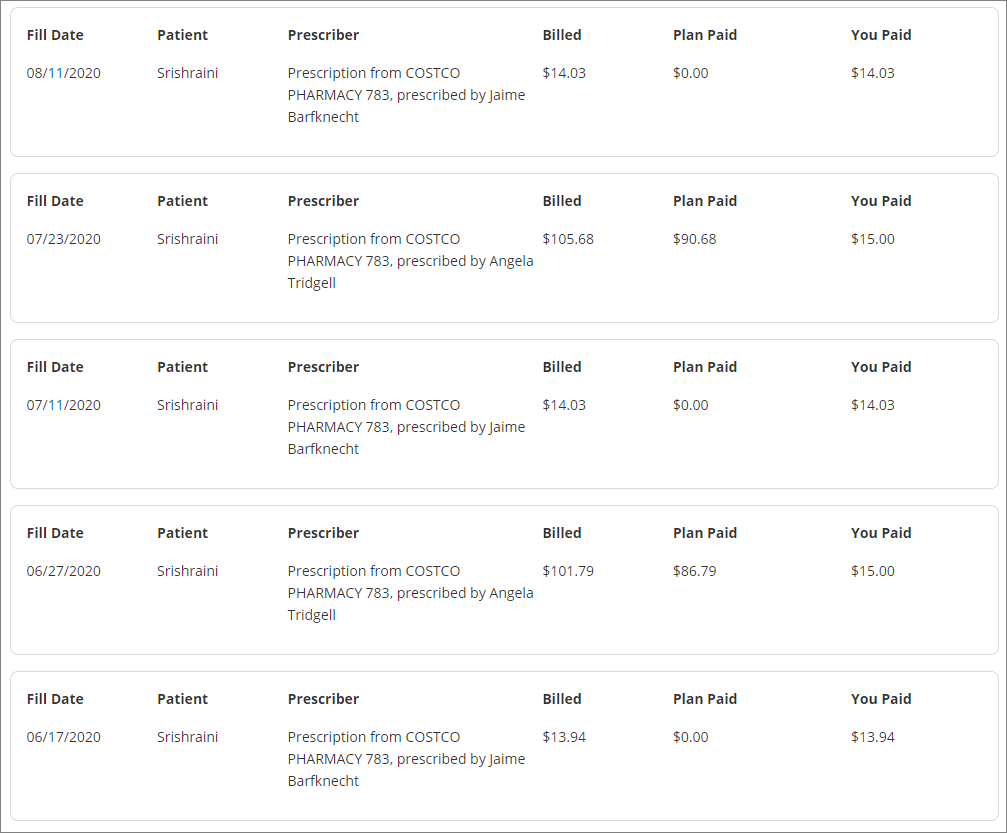 Fill Date Patient Prescriber Billed Plan Paid You Paid
08/11/2020 Srishraini Prescription from COSTCO $14.03 $0.00 $14.03
PHARMACY 783, prescribed by Jaime
Barfknecht
Fill Date Patient Prescriber Billed Plan Paid You Paid
07/23/2020 Srishraini Prescription from COSTCO $105.68 $90.68 $15.00
PHARMACY 783, prescribed by Angela
Tridgell
Fill Date Patient Prescriber Billed Plan Paid You Paid
07/11/2020 Srishraini Prescription from COSTCO $14.03 $0.00 $14.03
PHARMACY 783, prescribed by Jaime
Barfknecht
Fill Date Patient Prescriber Billed Plan Paid You Paid
06/27/2020 Srishraini Prescription from COSTCO $101.79 $86.79 $15.00
PHARMACY 783, prescribed by Angela
Tridgell
Fill Date Patient Prescriber Billed Plan Paid You Paid
06/17/2020 Srishraini Prescription from COSTCO $13.94 $0.00 $13.94
PHARMACY 783, prescribed by Jaime
Barfknecht